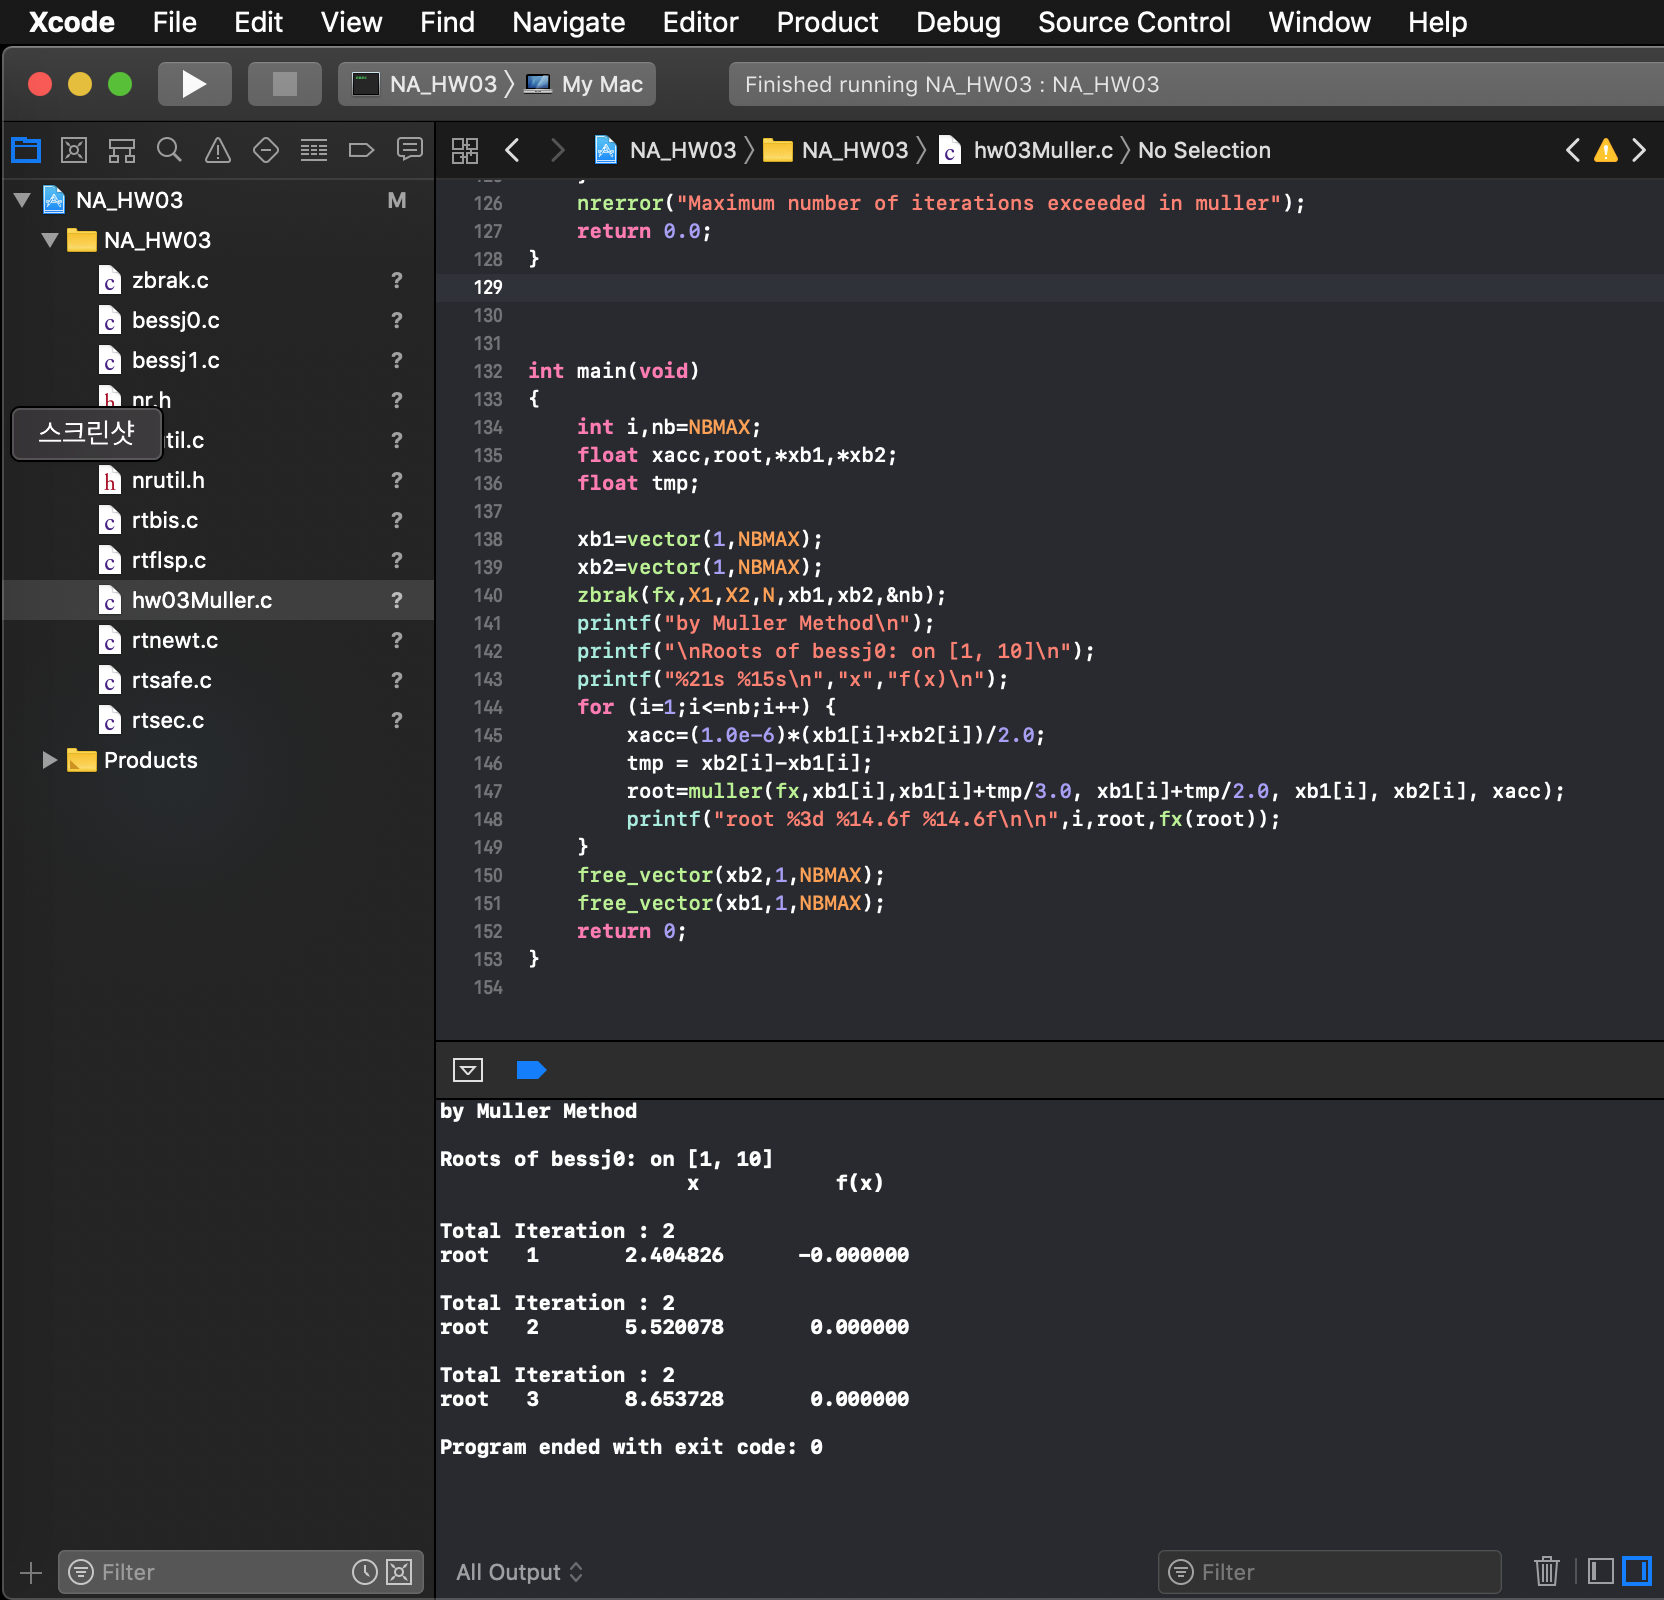 Xcode File Edit View Find Navigate Editor Product Debug Source Control Window Help
NA_HW03 〉 My Mac
Finished running NA_HW03 : NA_HW03
NA_HW03 〉 NA_HW03 〉 hw03Muller.c 〉 No Selection
NA_HW03 M
NA_HW03
zbrak.c ?
bessj0.c ?
bessj1.c ?
nr.h ?
스크린샷
til.c ?
nrutil.h ?
rtbis.c ?
rtflsp.c ?
hw03Muller.c ?
rtnewt.c ?
rtsafe.c ?
rtsec.c ?
Products
126 nrerror("Maximum number of iterations exceeded in muller");
127 return 0.0;
128 }
129
130
131
132 int main(void)
133 {
134 int i,nb=NBMAX;
135 float xacc,root,*xb1,*xb2;
136 float tmp;
137
138 xb1=vector(1,NBMAX);
139 xb2=vector(1,NBMAX);
140 zbrak(fx,X1,X2,N,xb1,xb2,&nb);
141 printf("by Muller Method\n");
142 printf("\nRoots of bessj0: on [1, 10]\n");
143 printf("%21s %15s\n","x","f(x)\n");
144 for (i=1;i<=nb;i++) {
145 xacc=(1.0e-6)*(xb1[i]+xb2[i])/2.0;
146 tmp = xb2[i]-xb1[i];
147 root=muller(fx,xb1[i],xb1[i]+tmp/3.0, xb1[i]+tmp/2.0, xb1[i], xb2[i], xacc);
148 printf("root %3d %14.6f %14.6f\n\n",i,root,fx(root));
149 }
150 free_vector(xb2,1,NBMAX);
151 free_vector(xb1,1,NBMAX);
152 return 0;
153 }
154
by Muller Method
Roots of bessj0: on [1, 10]
x f(x)
Total Iteration : 2
root 1 2.404826 -0.000000
Total Iteration : 2
root 2 5.520078 0.000000
Total Iteration : 2
root 3 8.653728 0.000000
Program ended with exit code: 0
Filter
All Output
Filter